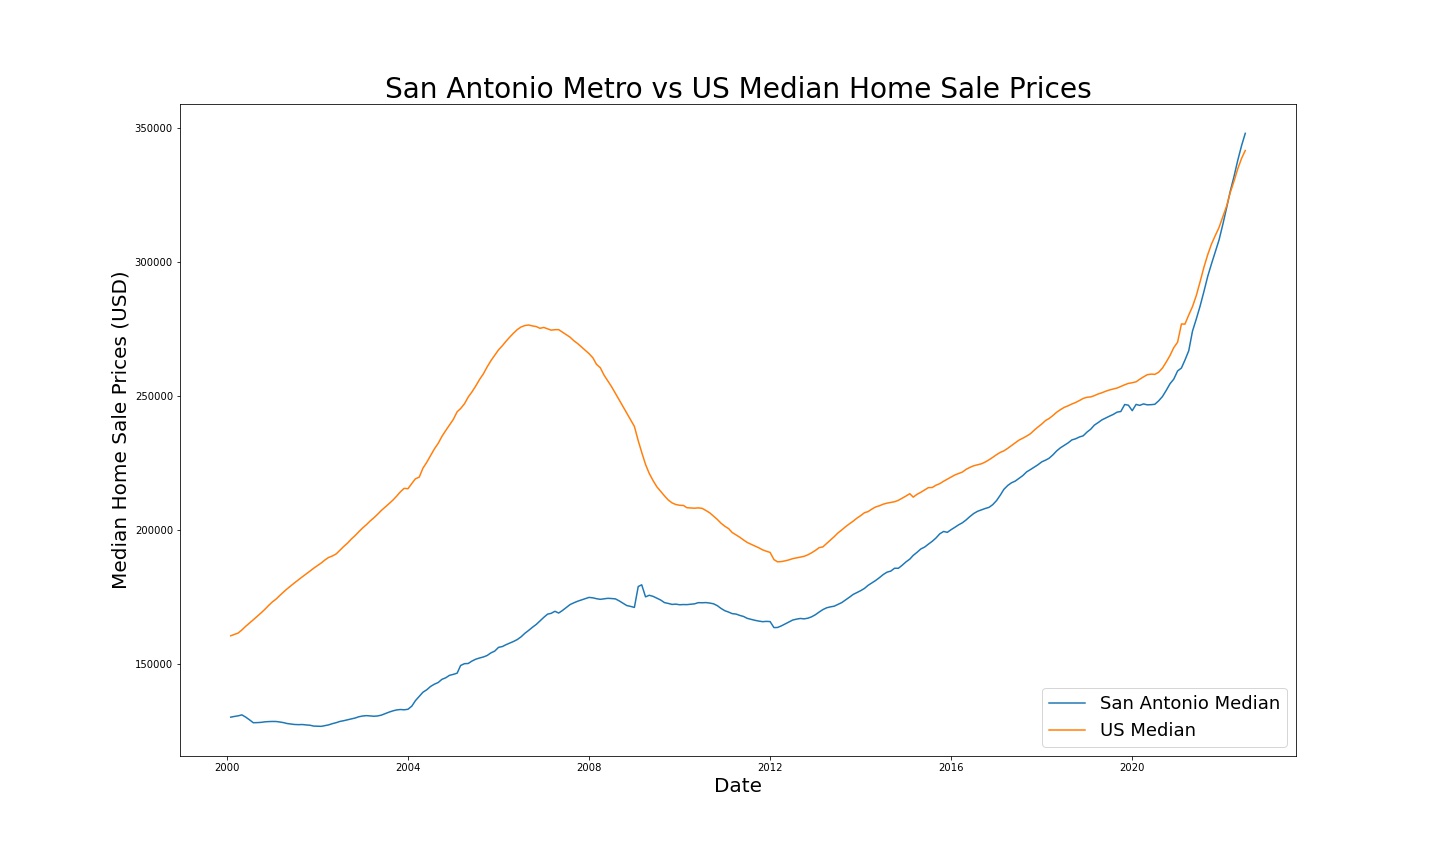 San Antonio Metro vs US Median Home Sale Prices
350000
300000
250000
200000
150000
Median Home Sale Prices (USD)
San Antonio Median
US Median
2000 2004 2008 2012 2016 2020
Date